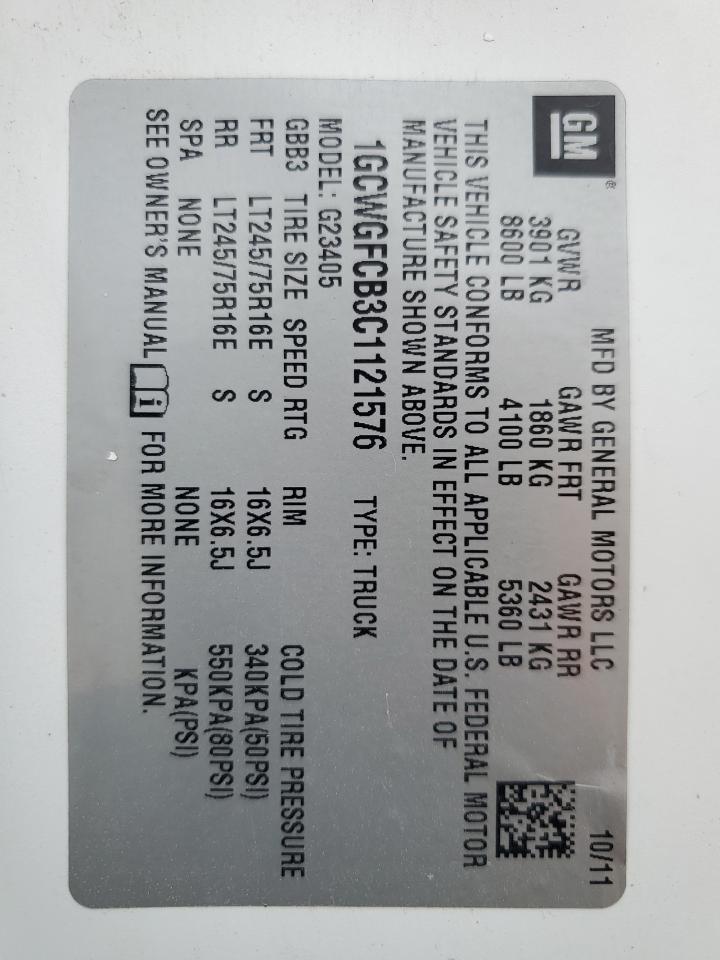 GM®
MFD BY GENERAL MOTORS LLC 10/11
GVWR GAWR FRT GAWR RR
3901 KG 1860 KG 2431 KG
8600 LB 4100 LB 5360 LB
THIS VEHICLE CONFORMS TO ALL APPLICABLE U.S. FEDERAL MOTOR
VEHICLE SAFETY STANDARDS IN EFFECT ON THE DATE OF
MANUFACTURE SHOWN ABOVE.
1GCWGFCB3C1121576 TYPE: TRUCK
MODEL: G23405
GBB3 TIRE SIZE SPEED RTG RIM COLD TIRE PRESSURE
FRT LT245/75R16E S 16X6.5J 340KPA(50PSI)
RR LT245/75R16E S 16X6.5J 550KPA(80PSI)
SPA NONE NONE KPA(PSI)
SEE OWNER'S MANUAL i FOR MORE INFORMATION.